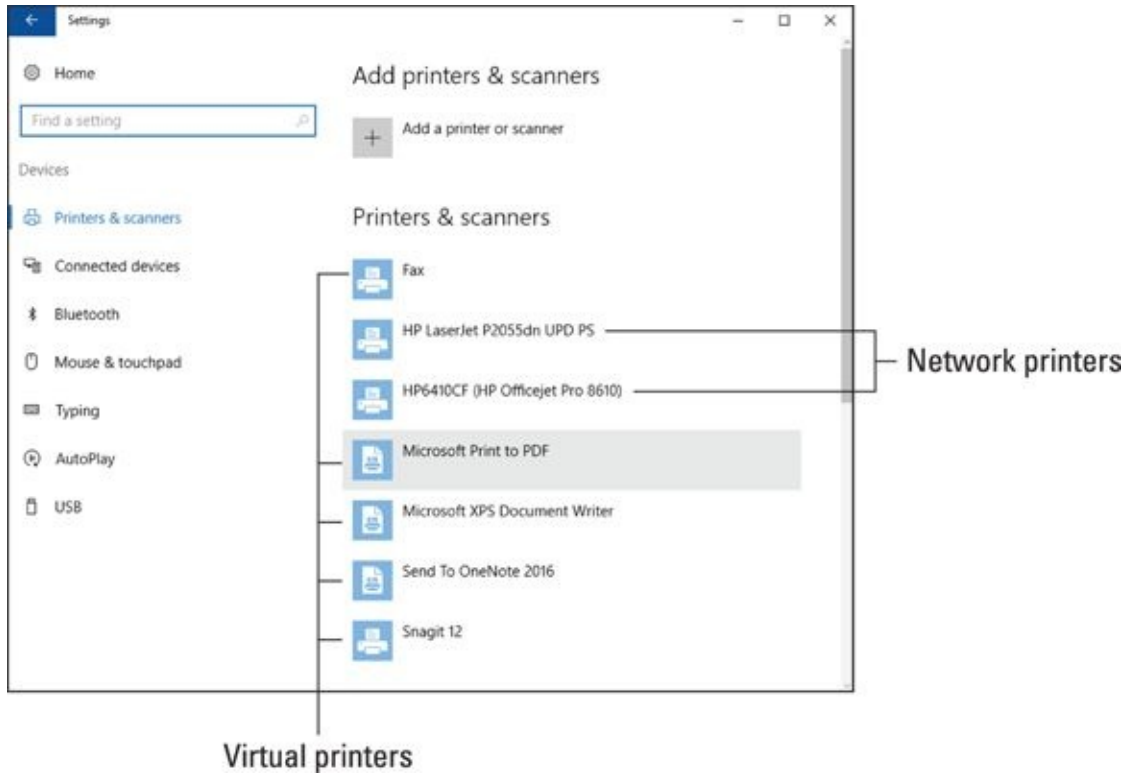 Settings
Home
Find a setting
Devices
Printers & scanners
Connected devices
Bluetooth
Mouse & touchpad
Typing
AutoPlay
USB
Add printers & scanners
Add a printer or scanner
Printers & scanners
Fax
HP LaserJet P2055dn UPD PS
HP6410CF (HP Officejet Pro 8610)
Microsoft Print to PDF
Microsoft XPS Document Writer
Send To OneNote 2016
Snagit 12
Network printers
Virtual printers